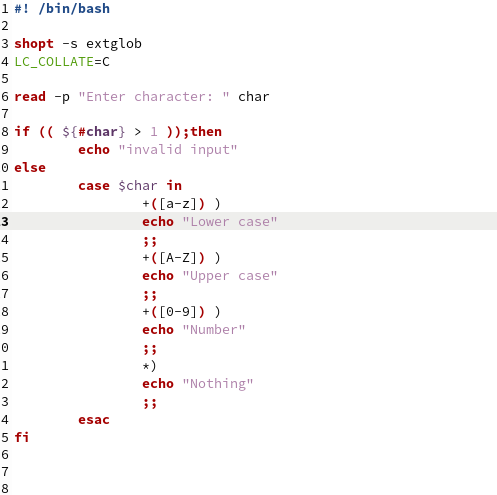 1 #! /bin/bash
2
3 shopt -s extglob
4 LC_COLLATE=C
5
6 read -p "Enter character: " char
7
8 if (( ${#char} > 1 ));then
9         echo "invalid input"
0 else
1         case $char in
2                 +([a-z]) )
3                 echo "Lower case"
4                 ;;
5                 +([A-Z]) )
6                 echo "Upper case"
7                 ;;
8                 +([0-9]) )
9                 echo "Number"
0                 ;;
1                 *)
2                 echo "Nothing"
3                 ;;
4         esac
5 fi
6
7
8